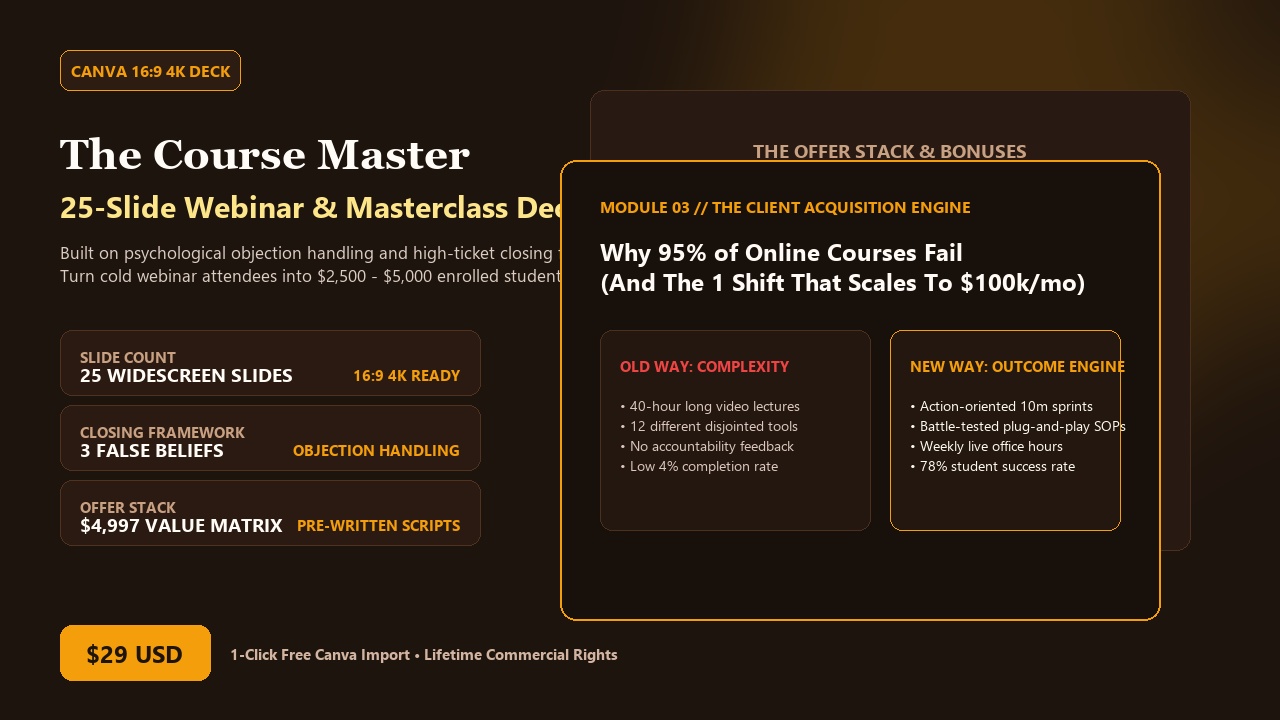 CANVA 16:9 4K DECK
The Course Master
25-Slide Webinar & Masterclass
Built on psychological objection handling and high-ticket closing
Turn cold webinar attendees into $2,500 - $5,000 enrolled
SLIDE COUNT
25 WIDESCREEN SLIDES
16:9 4K READY
CLOSING FRAMEWORK
3 FALSE BELIEFS
OBJECTION HANDLING
OFFER STACK
$4,997 VALUE MATRIX
PRE-WRITTEN SCRIPTS
$29 USD
1-Click Free Canva Import • Lifetime Commercial Rights
THE OFFER STACK & BONUSES
MODULE 03 // THE CLIENT ACQUISITION ENGINE
Why 95% of Online Courses Fail
(And The 1 Shift That Scales To $100k/mo)
OLD WAY: COMPLEXITY
• 40-hour long video lectures
• 12 different disjointed tools
• No accountability feedback
• Low 4% completion rate
NEW WAY: OUTCOME ENGINE
• Action-oriented 10m sprints
• Battle-tested plug-and-play SOPs
• Weekly live office hours
• 78% student success rate